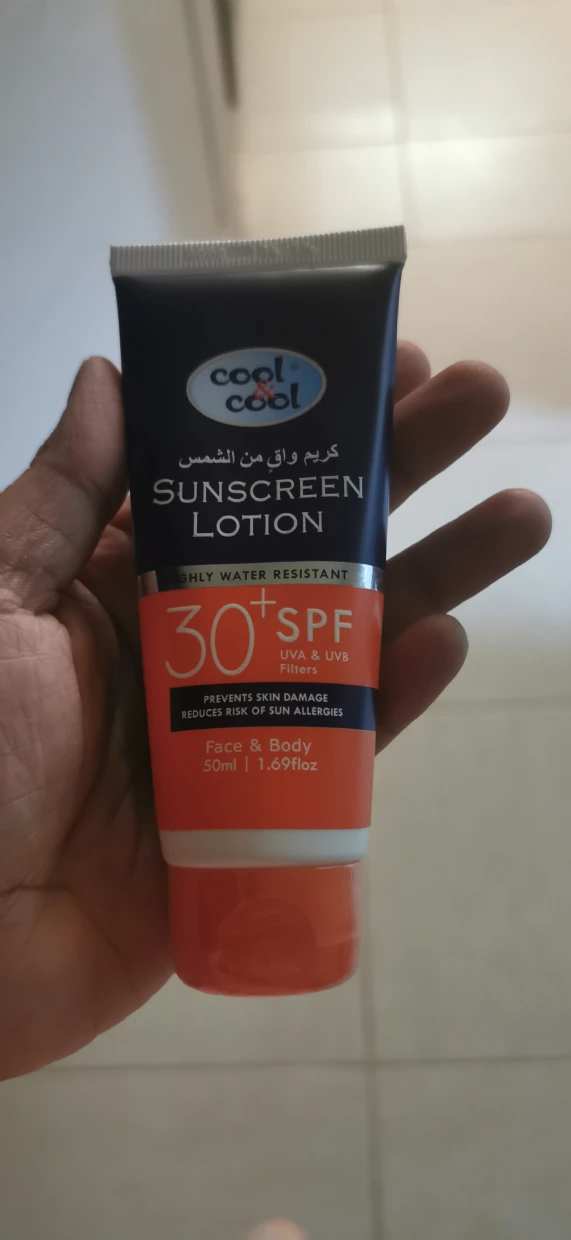 cool
&
cool
كريم واقٍ من الشمس
SUNSCREEN
LOTION
WATER RESISTANT
30+ SPF
UVA & UVB
Filters
PREVENTS SKIN DAMAGE
REDUCES RISK OF SUN ALLERGIES
Face & Body
50ml | 1.69floz